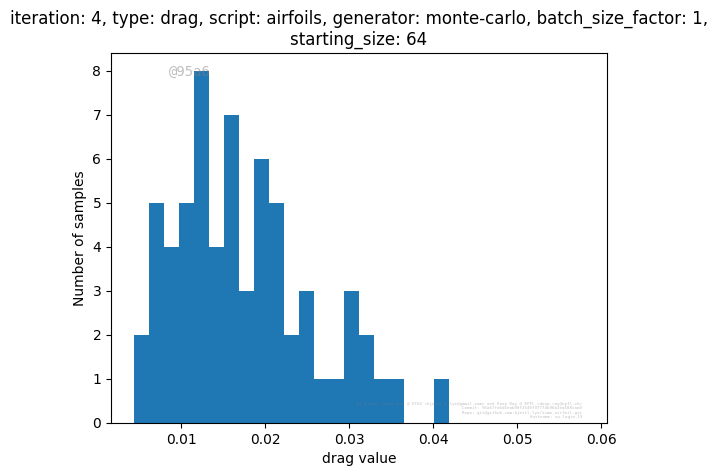 iteration: 4, type: drag, script: airfoils, generator: monte-carlo, batch_size_factor: 1,
starting_size: 64
@95a6
8
7
6
5
4
3
2
1
0
Number of samples
0.01 0.02 0.03 0.04 0.05 0.06
drag value